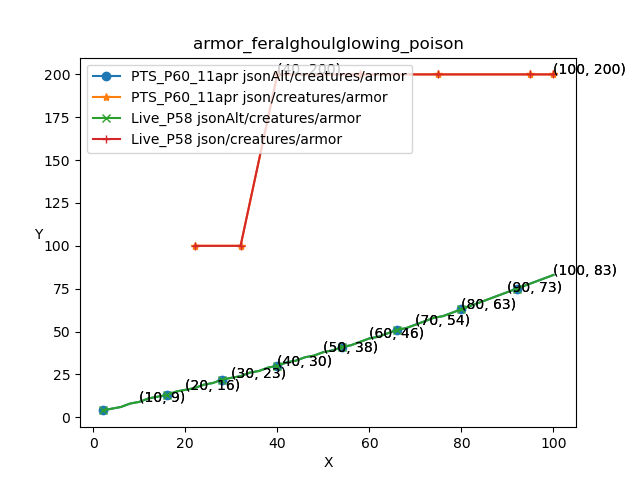 armor_feralghoulglowing_poison
(40, 200)
(100, 200)
PTS_P60_11apr jsonAlt/creatures/armor
PTS_P60_11apr json/creatures/armor
Live_P58 jsonAlt/creatures/armor
Live_P58 json/creatures/armor
200
175
150
125
100
75
50
25
0
Y
(100, 83)
(90, 73)
(80, 63)
(70, 54)
(60, 46)
(50, 38)
(40, 30)
(30, 23)
(20, 16)
(10, 9)
0 20 40 60 80 100
X